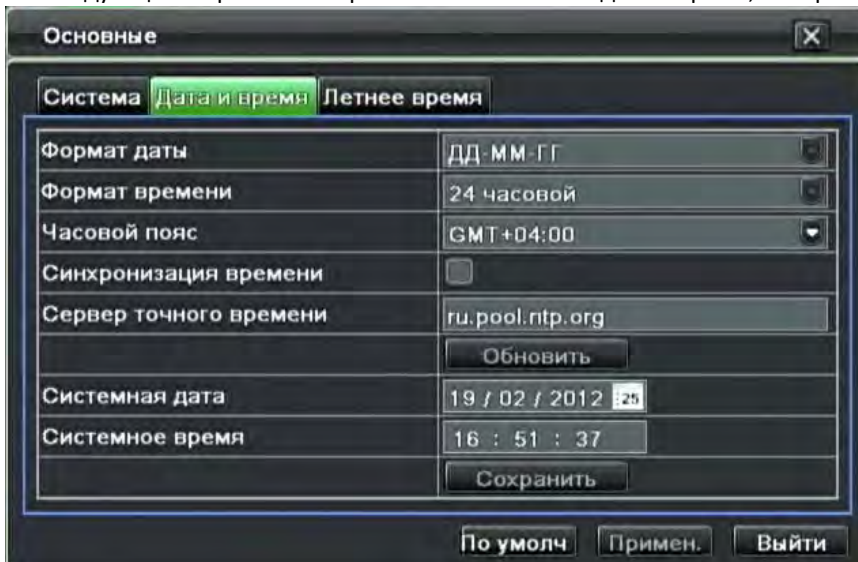 Основные
Система Дата и время Летнее время
Формат даты ДД-ММ-ГГ
Формат времени 24 часовой
Часовой пояс GMT+04:00
Синхронизация времени
Сервер точного времени ru.pool.ntp.org
Обновить
Системная дата 19 / 02 / 2012 25
Системное время 16 : 51 : 37
Сохранить
По умолч Примен. Выйти